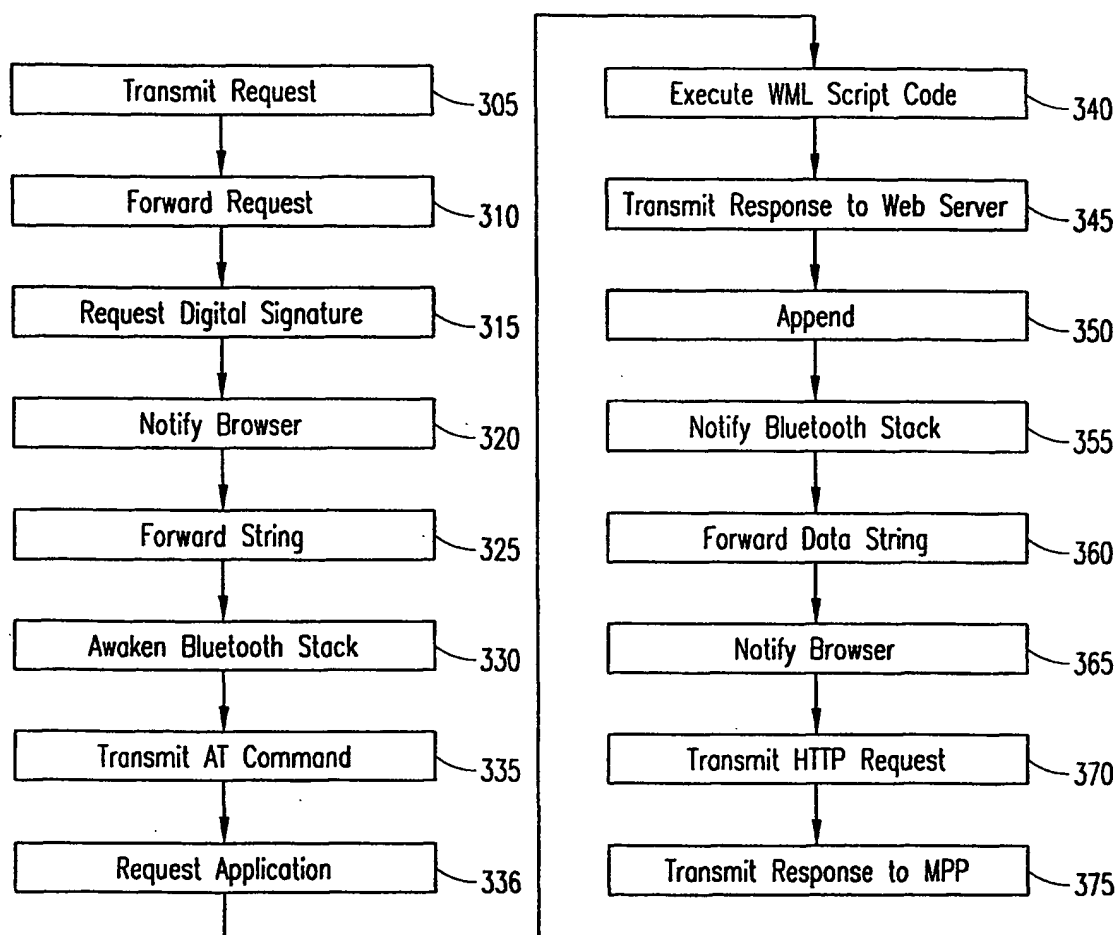 Transmit Request
305
Forward Request
310
Request Digital Signature
315
Notify Browser
320
Forward String
325
Awaken Bluetooth Stack
330
Transmit AT Command
335
Request Application
336
Execute WML Script Code
340
Transmit Response to Web Server
345
Append
350
Notify Bluetooth Stack
355
Forward Data String
360
Notify Browser
365
Transmit HTTP Request
370
Transmit Response to MPP
375